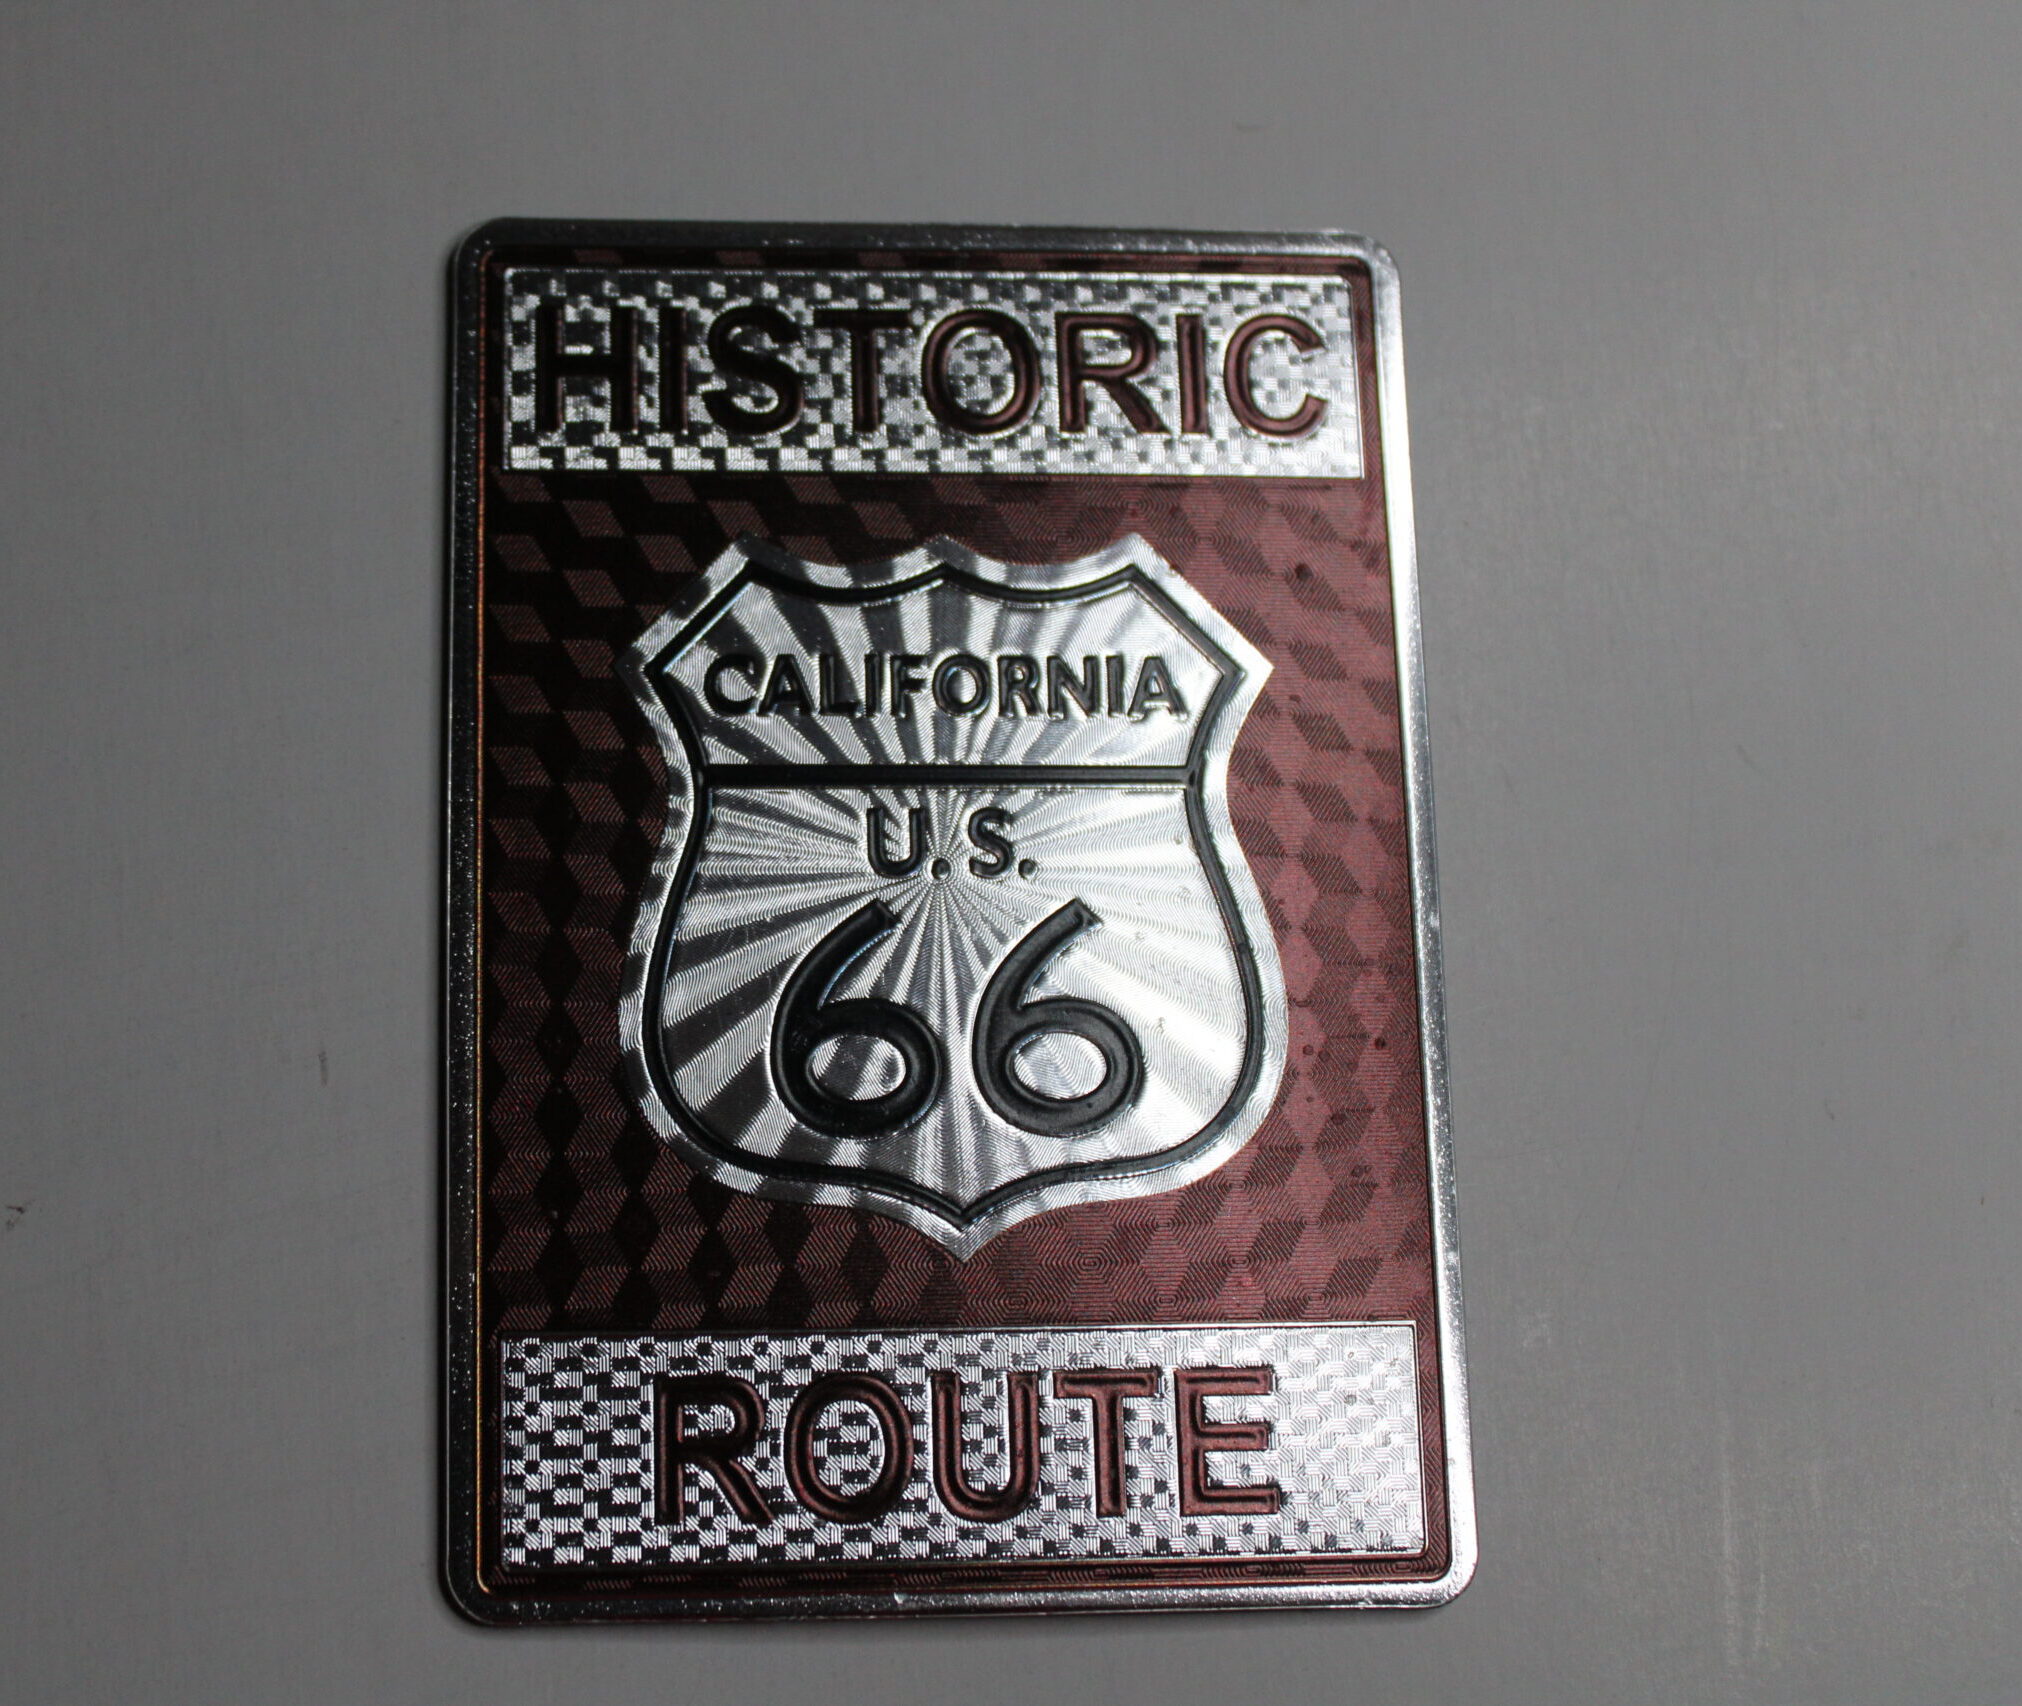 HISTORIC
CALIFORNIA
U.S.
66
ROUTE